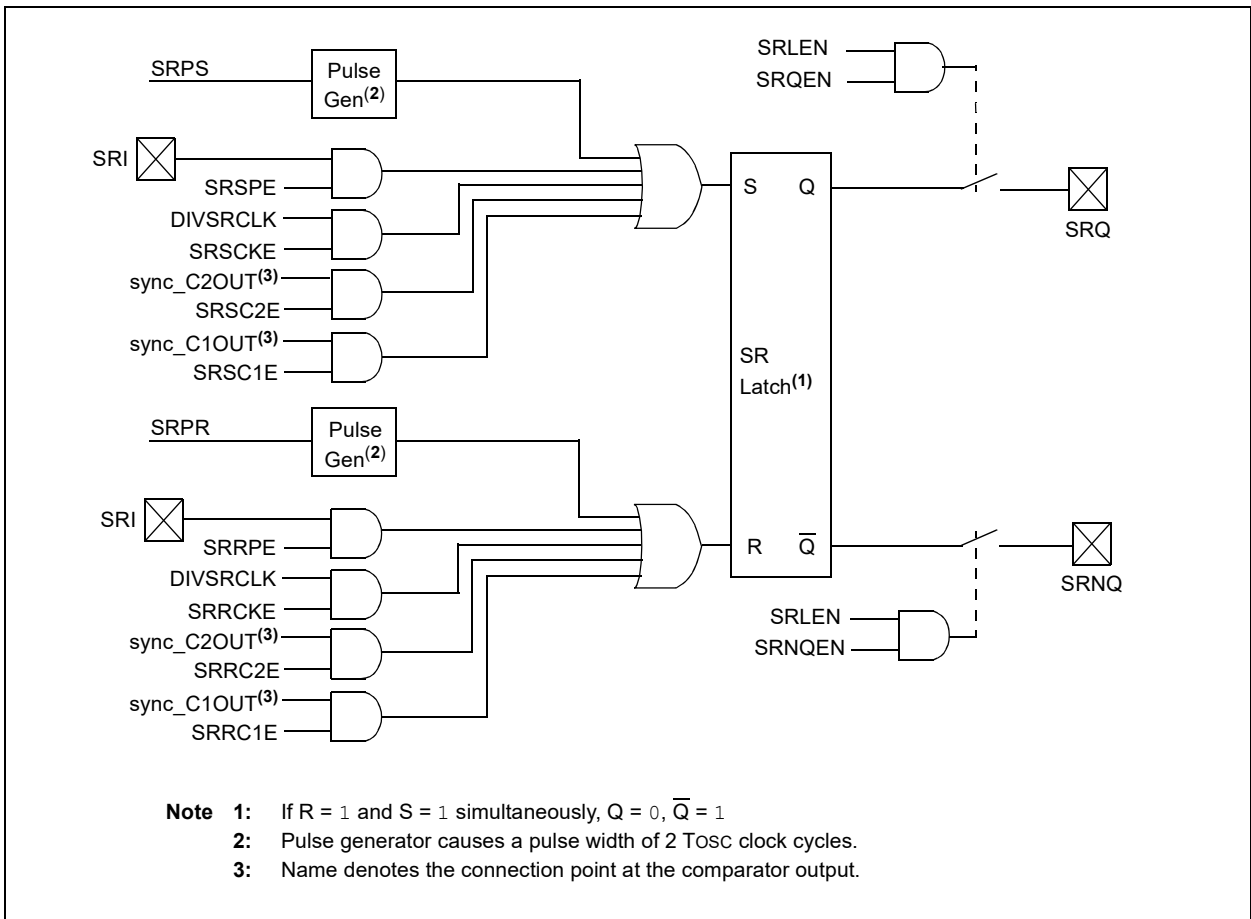 SRPS
Pulse
Gen(2)
SRI
SRSPE
DIVSRCLK
SRSCKE
sync_C2OUT(3)
SRSC2E
sync_C1OUT(3)
SRSC1E
SRPR
Pulse
Gen(2)
SRI
SRRPE
DIVSRCLK
SRRCKE
sync_C2OUT(3)
SRRC2E
sync_C1OUT(3)
SRRC1E
S Q
SR
Latch(1)
R Q̅
SRLEN
SRQEN
SRQ
SRNQ
SRLEN
SRNQEN
Note 1: If R = 1 and S = 1 simultaneously, Q = 0, Q̅ = 1
2: Pulse generator causes a pulse width of 2 TOSC clock cycles.
3: Name denotes the connection point at the comparator output.